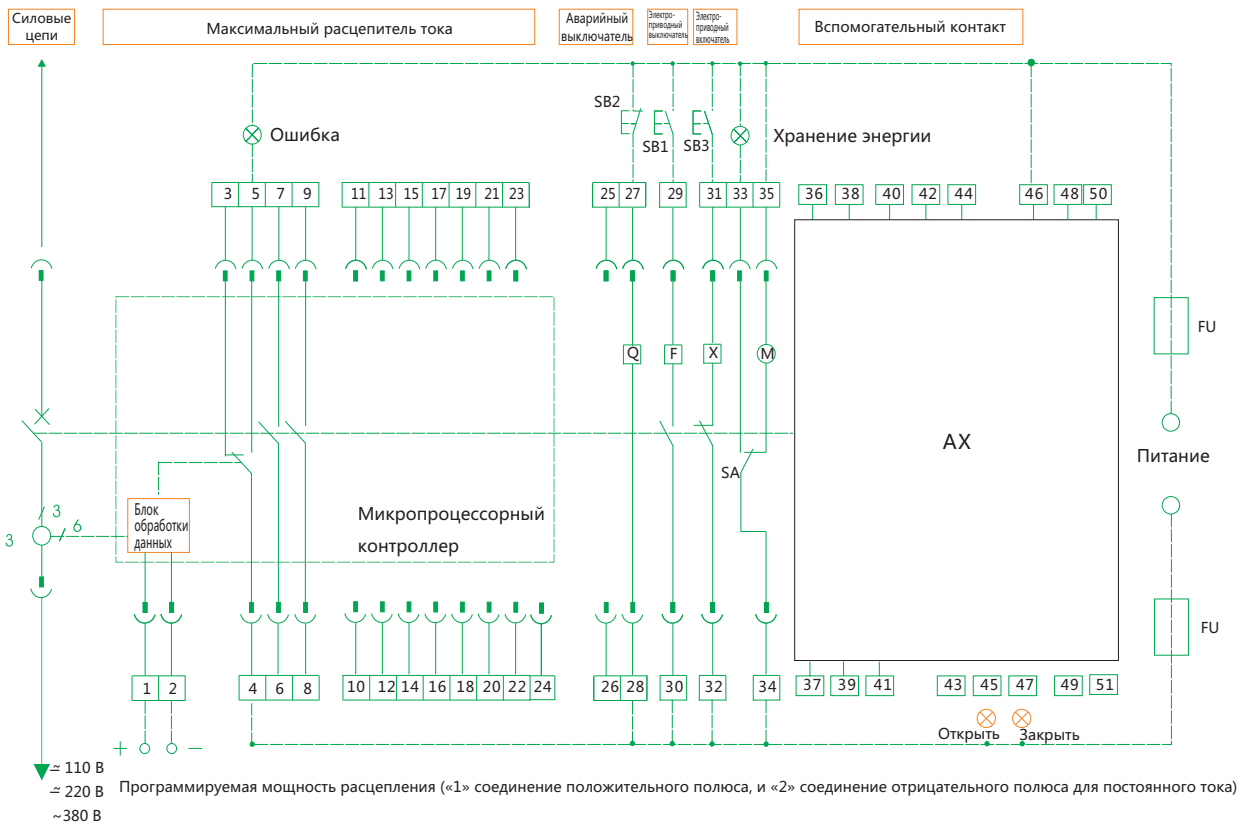 Силовые
цепи
Максимальный расцепитель тока
Аварийный
выключатель
Электро-
приводный
выключатель
Электро-
приводный
включатель
Вспомогательный контакт
SB2
SB1
SB3
Ошибка
Хранение энергии
3 5 7 9 11 13 15 17 19 21 23 25 27 29 31 33 35 36 38 40 42 44 46 48 50
FU
Q F X M
AX
Питание
SA
3
6
3
Блок
обработки
данных
Микропроцессорный
контроллер
FU
1 2 4 6 8 10 12 14 16 18 20 22 24 26 28 30 32 34 37 39 41 43 45 47 49 51
Открыть Закрыть
+ −
≃ 110 В
≃ 220 В
~380 В
Программируемая мощность расцепления («1» соединение положительного полюса, и «2» соединение отрицательного полюса для постоянного тока)